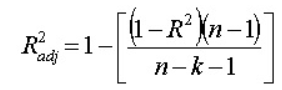 R²adj = 1 − [ (1 − R²)(n − 1) / n − k − 1 ]